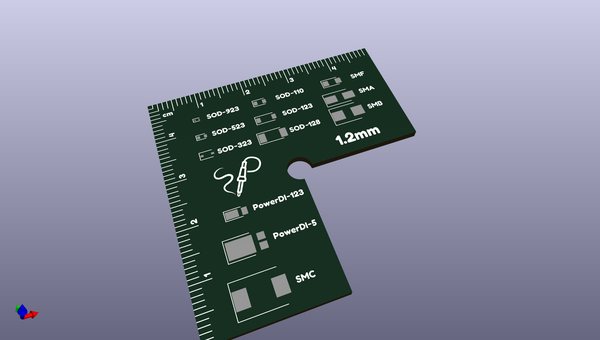 cm
1
2
3
4
SOD-923
SOD-110
SMF
SOD-523
SOD-123
SMA
SOD-323
SOD-128
SMB
1.2mm
3
2
1
PowerDI-123
PowerDI-5
SMC